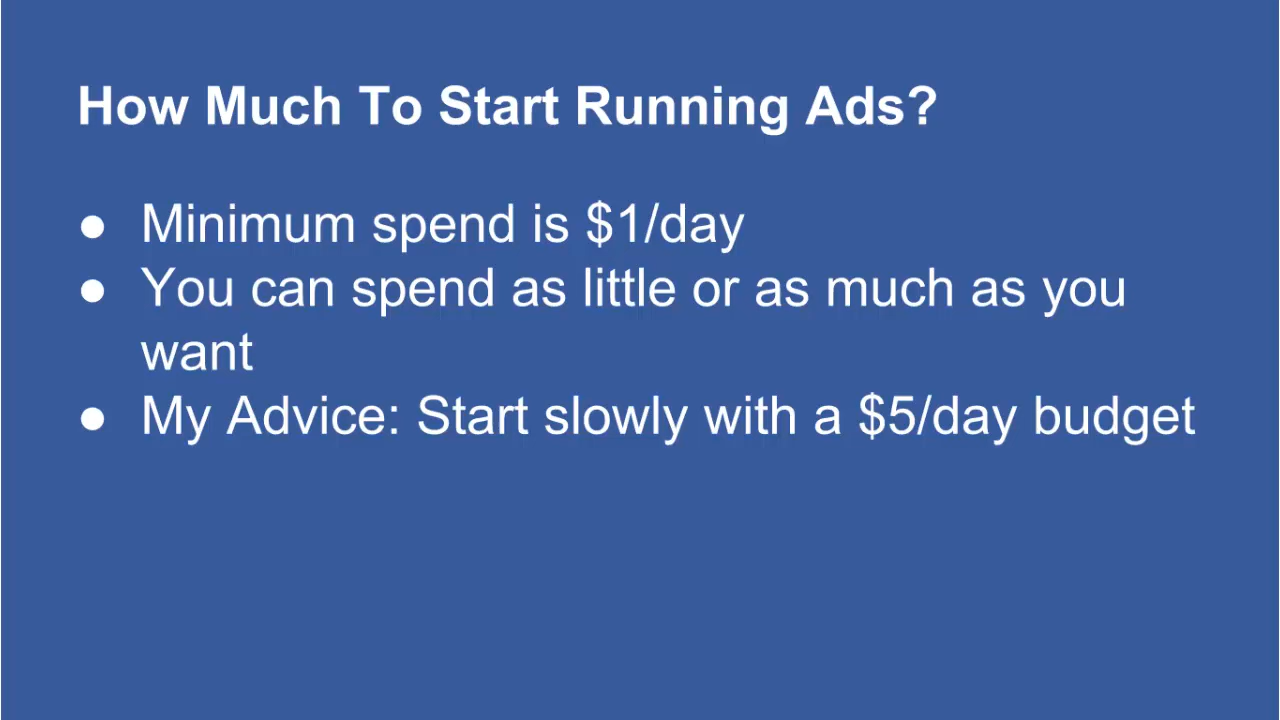 How Much To Start Running Ads?
● Minimum spend is $1/day
● You can spend as little or as much as you
want
● My Advice: Start slowly with a $5/day budget